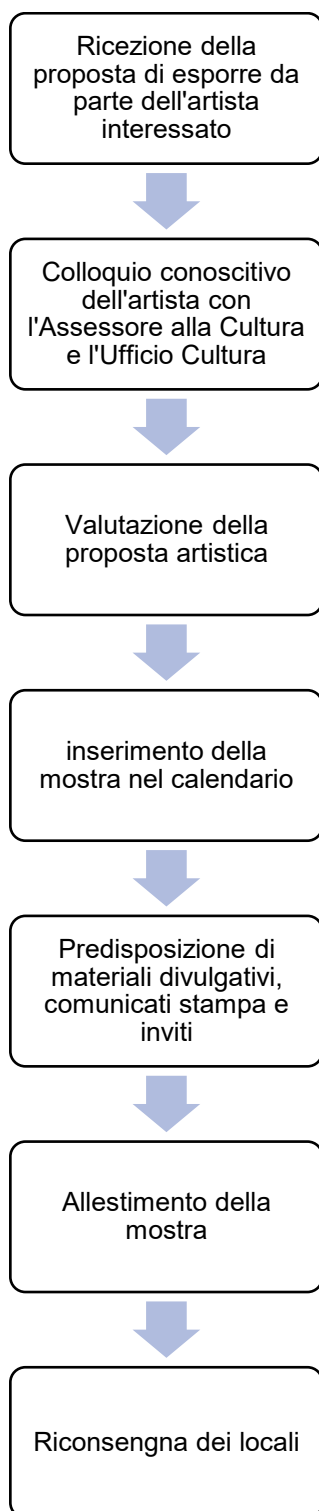 Ricezione della
proposta di esporre da
parte dell'artista
interessato
Colloquio conoscitivo
dell'artista con
l'Assessore alla Cultura
e l'Ufficio Cultura
Valutazione della
proposta artistica
inserimento della
mostra nel calendario
Predisposizione di
materiali divulgativi,
comunicati stampa e
inviti
Allestimento della
mostra
Riconsengna dei locali